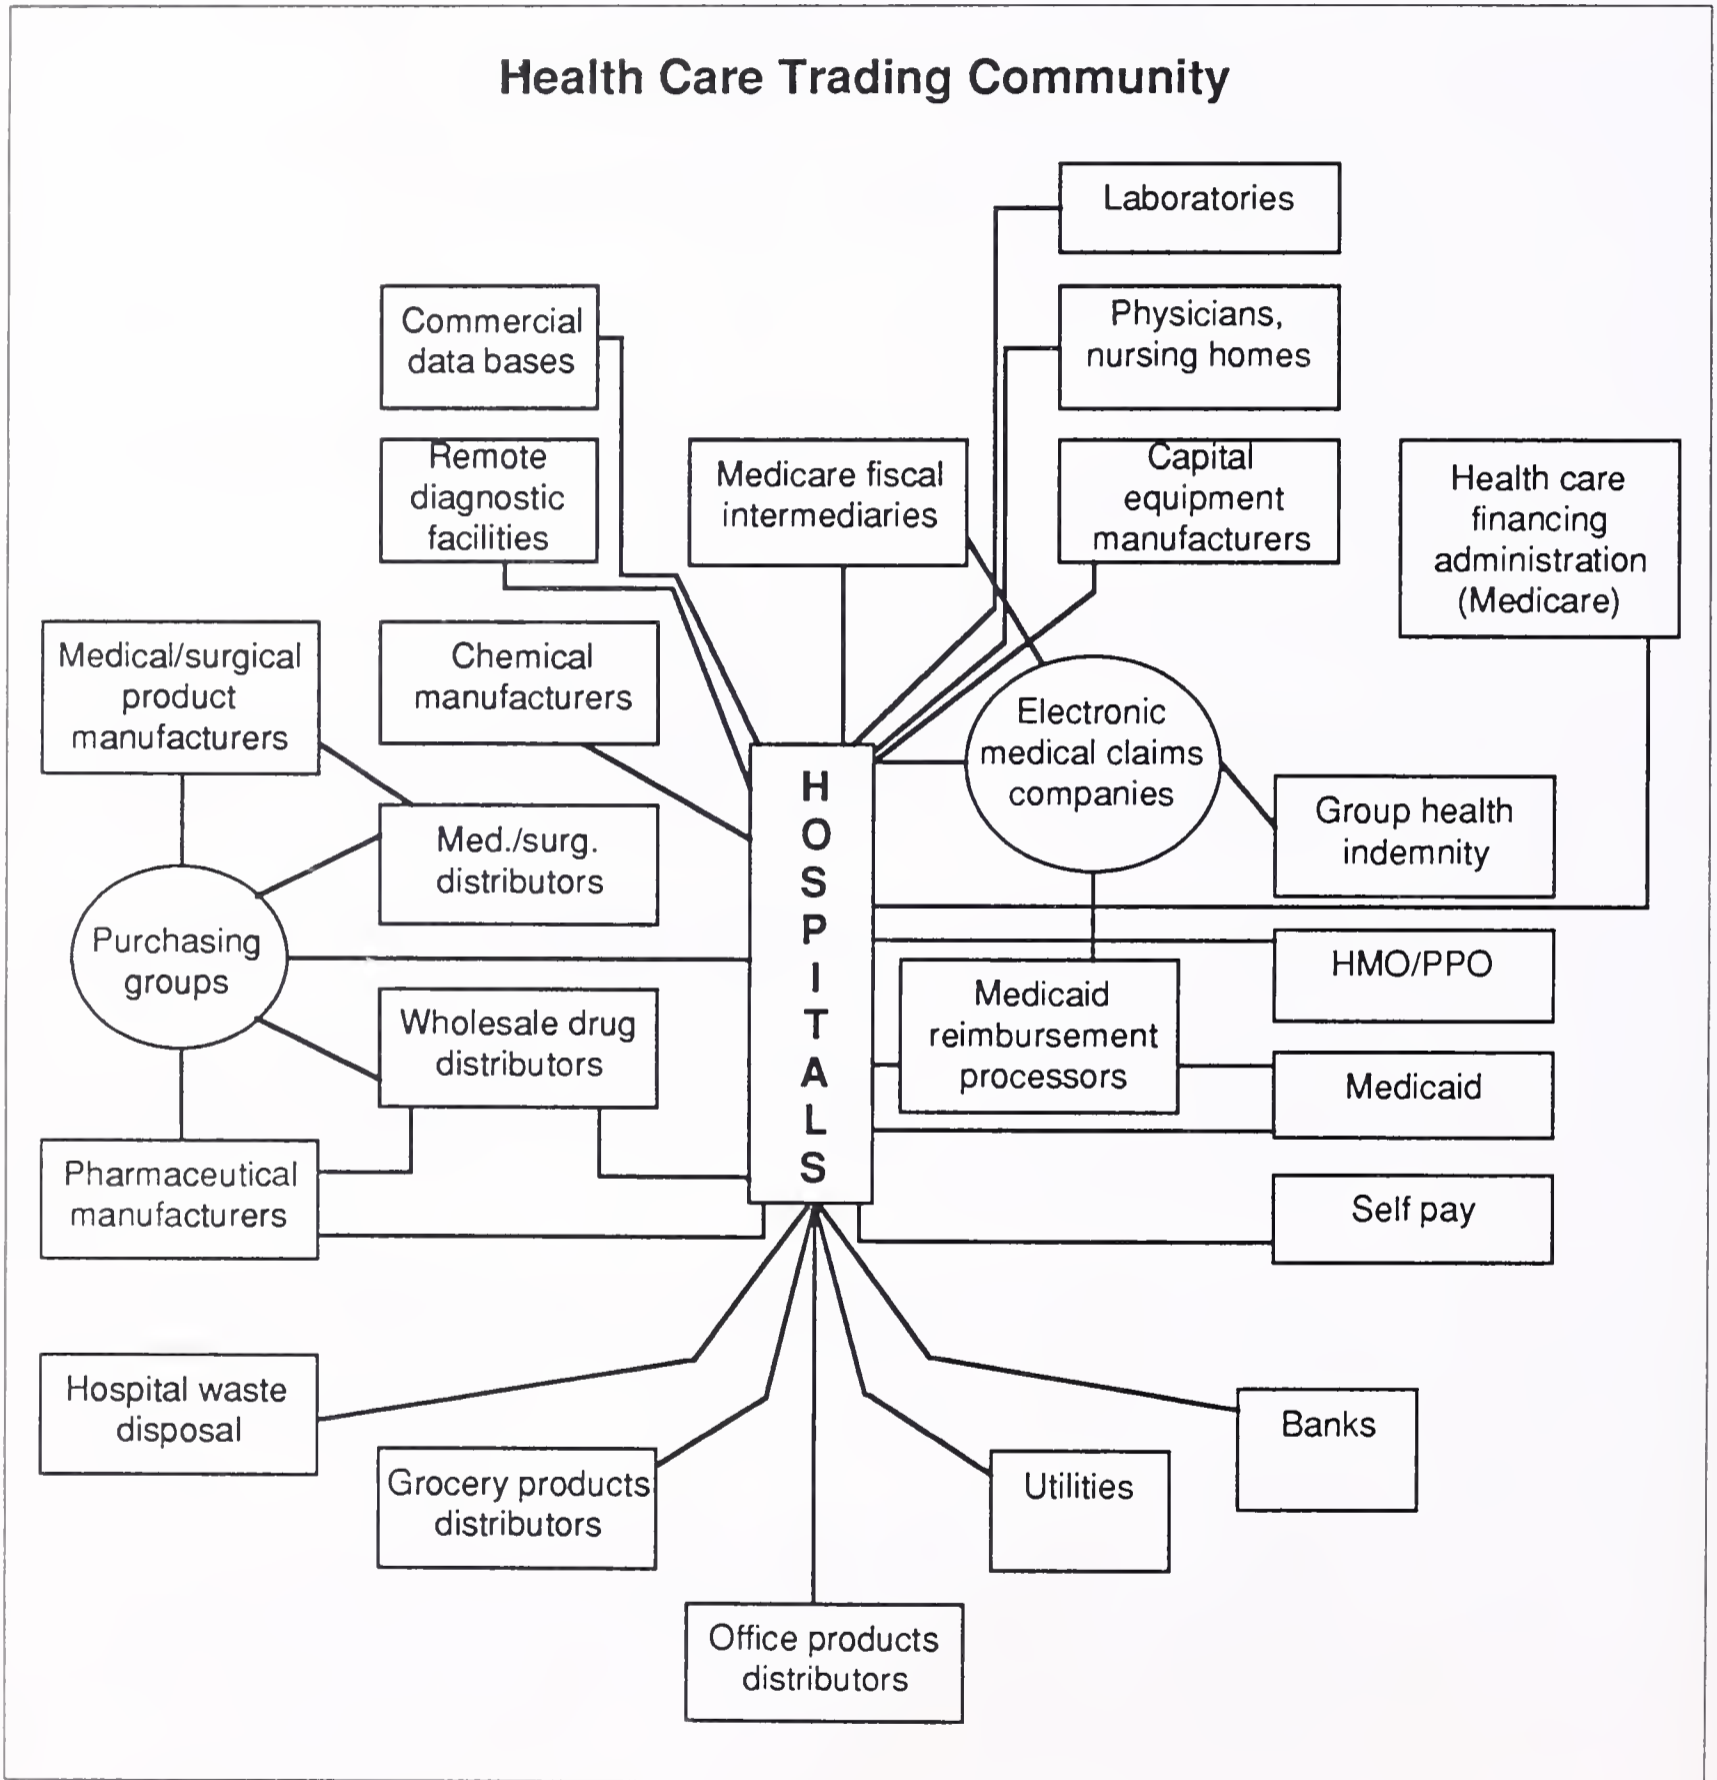 Health Care Trading Community
Laboratories
Commercial
data bases
Physicians,
nursing homes
Remote
diagnostic
facilities
Medicare fiscal
intermediaries
Capital
equipment
manufacturers
Health care
financing
administration
(Medicare)
Medical/surgical
product
manufacturers
Chemical
manufacturers
Electronic
medical claims
companies
HOSPITALS
Group health
indemnity
Med./surg.
distributors
Purchasing
groups
HMO/PPO
Wholesale drug
distributors
Medicaid
reimbursement
processors
Medicaid
Pharmaceutical
manufacturers
Self pay
Hospital waste
disposal
Banks
Grocery products
distributors
Utilities
Office products
distributors